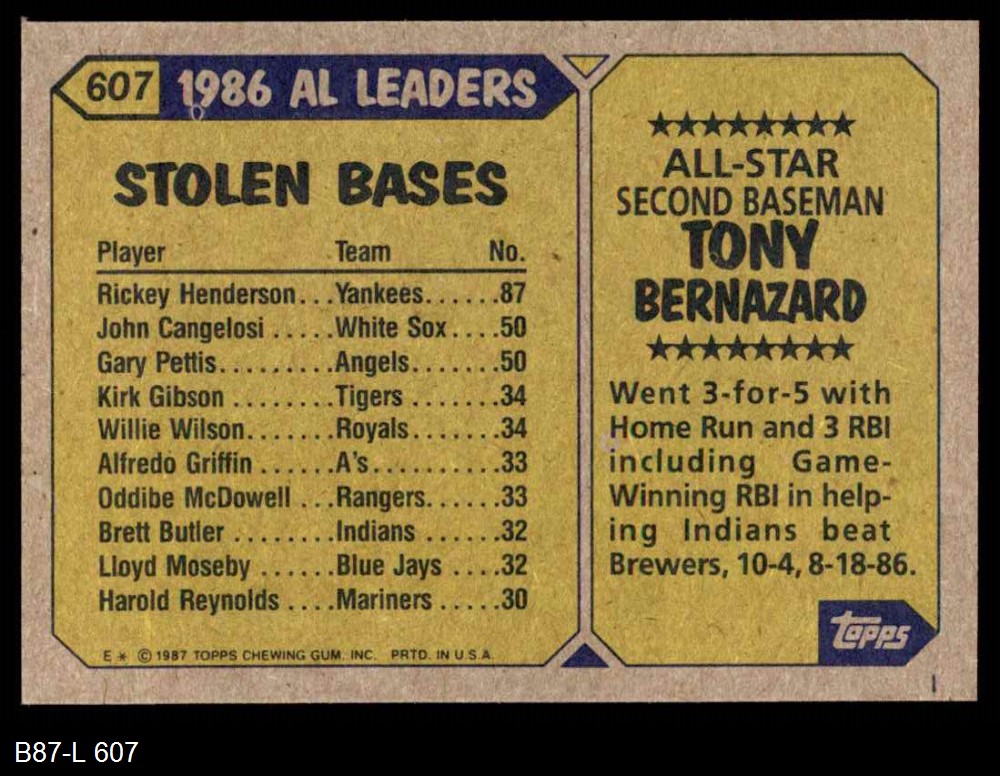 607 1986 AL LEADERS
STOLEN BASES
Player Team No.
Rickey Henderson...Yankees......87
John Cangelosi .....White Sox....50
Gary Pettis.........Angels.......50
Kirk Gibson ........Tigers .......34
Willie Wilson.......Royals.......34
Alfredo Griffin ......A's..........33
Oddibe McDowell ...Rangers......33
Brett Butler ........Indians ......32
Lloyd Moseby ......Blue Jays ....32
Harold Reynolds ....Mariners .....30
E * © 1987 TOPPS CHEWING GUM, INC. PRTD. IN U.S.A.
ALL-STAR
SECOND BASEMAN
TONY
BERNAZARD
Went 3-for-5 with
Home Run and 3 RBI
including Game-
Winning RBI in help-
ing Indians beat
Brewers, 10-4, 8-18-86.
topps
B87-L 607